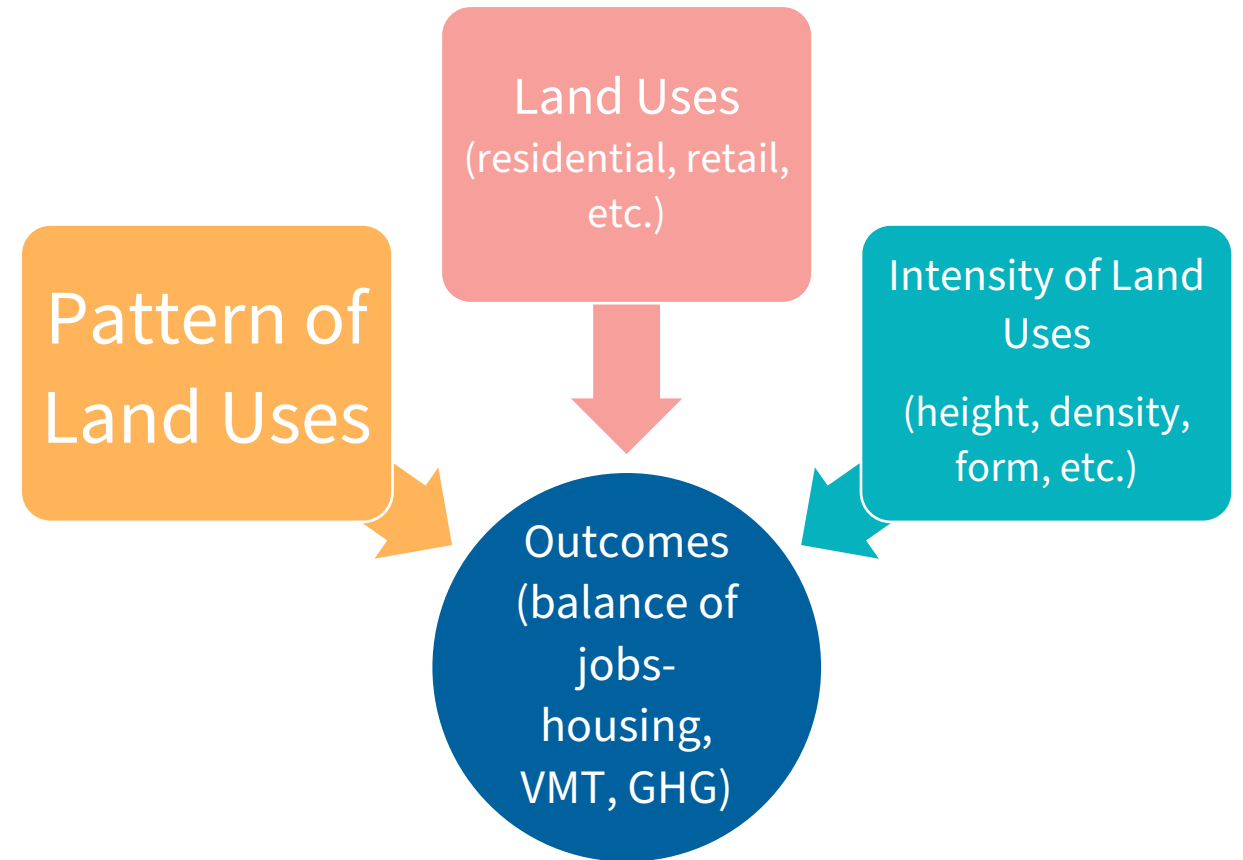 Land Uses
(residential, retail,
etc.)
Pattern of
Land Uses
Intensity of Land
Uses
(height, density,
form, etc.)
Outcomes
(balance of
jobs-
housing,
VMT, GHG)